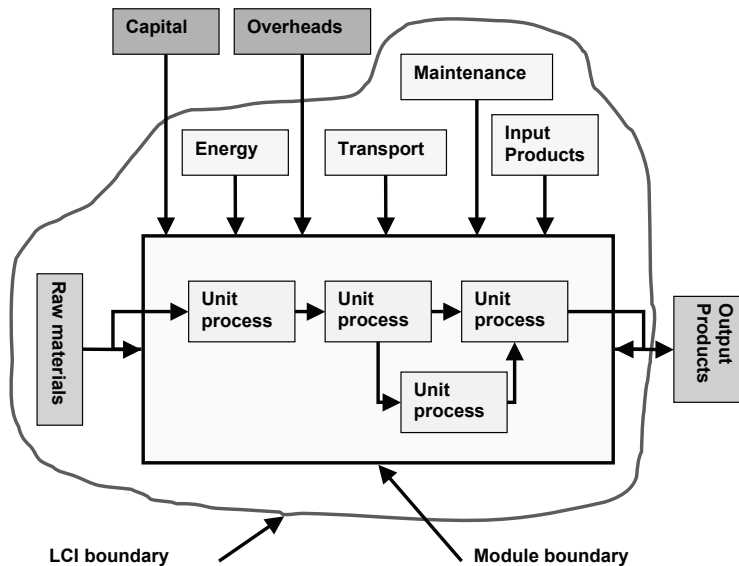 Capital
Overheads
Maintenance
Energy
Transport
Input
Products
Raw materials
Unit
process
Unit
process
Unit
process
Unit
process
Output
Products
LCI boundary
Module boundary